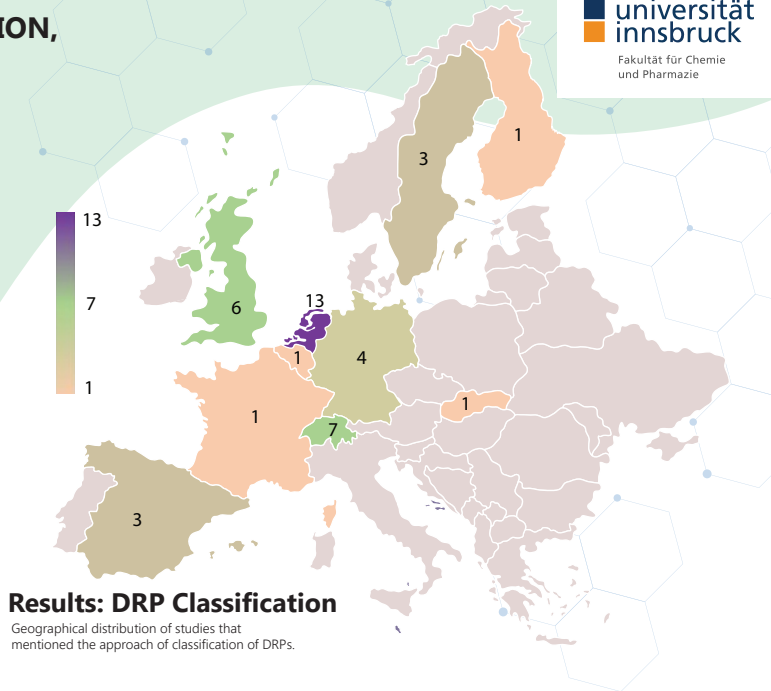 ION,
universität
innsbruck
Fakultät für Chemie
und Pharmazie
13
7
1
3
1
6
13
1
4
1
1
7
3
Results: DRP Classification
Geographical distribution of studies that
mentioned the approach of classification of DRPs.